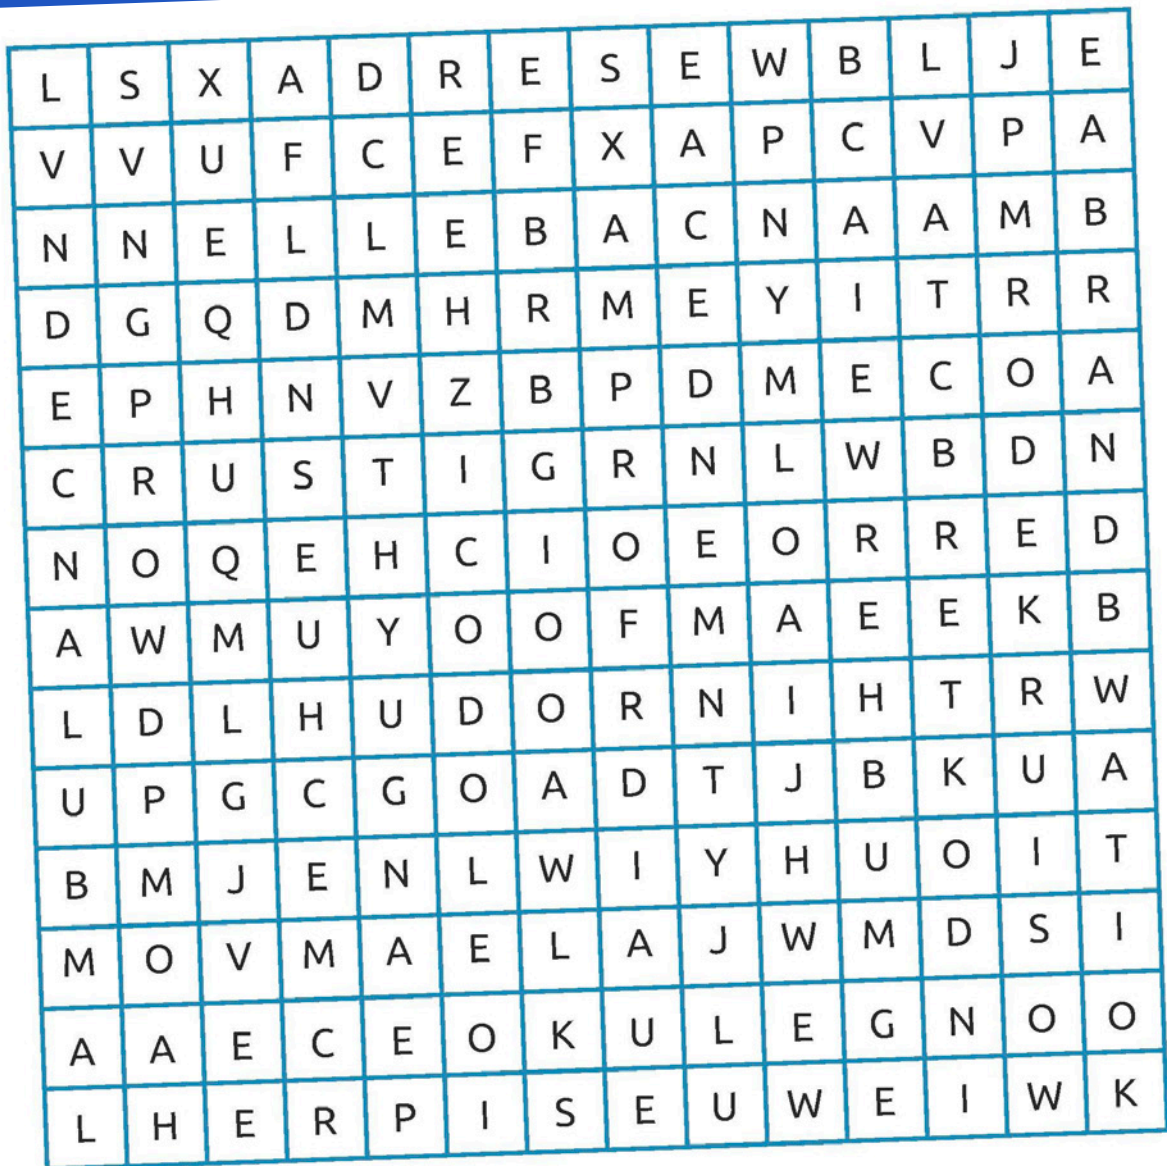 L S X A D R E S E W B L J E
V V U F C E F X A P C V P A
N N E L L E B A C N A A M B
D G Q D M H R M E Y I T R R
E P H N V Z B P D M E C O A
C R U S T I G R N L W B D N
N O Q E H C I O E O R R E D
A W M U Y O O F M A E E K B
L D L H U D O R N I H T R W
U P G C G O A D T J B K U A
B M J E N L W I Y H U O I T
M O V M A E L A J W M D S I
A A E C E O K U L E G N O O
L H E R P I S E U W E I W K